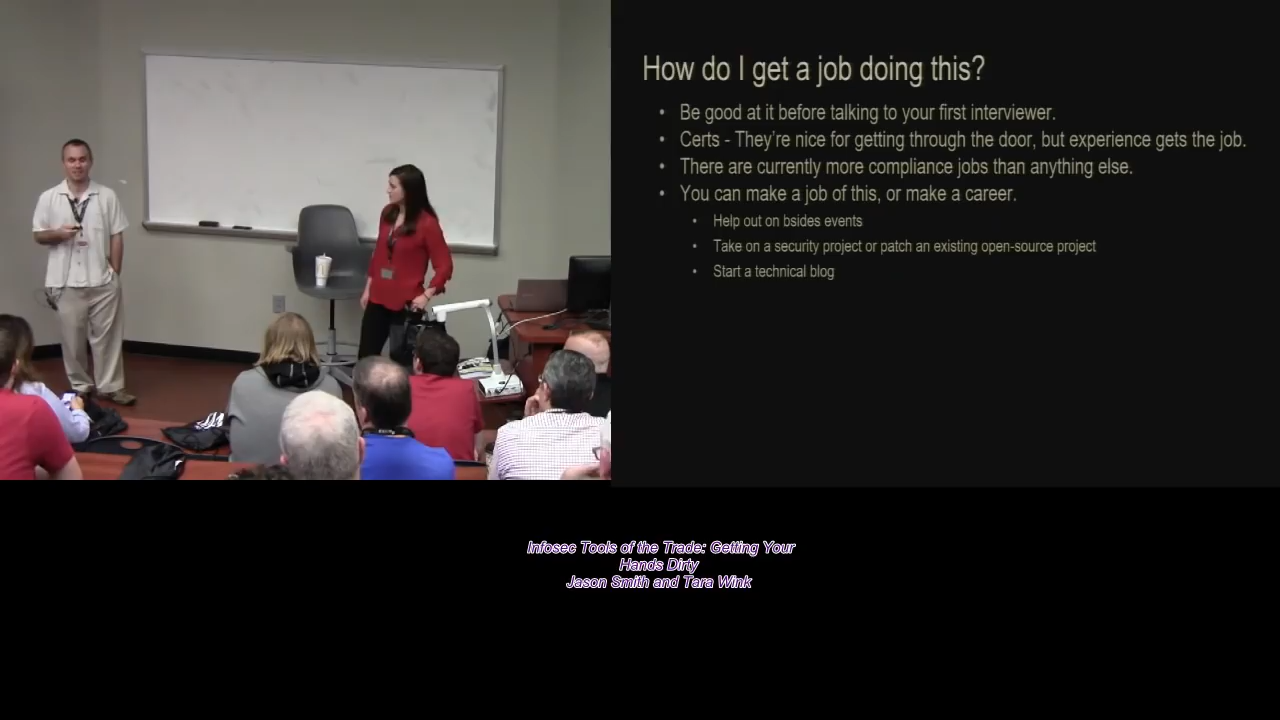 How do I get a job doing this?
• Be good at it before talking to your first interviewer.
• Certs - They're nice for getting through the door, but experience gets the job.
• There are currently more compliance jobs than anything else.
• You can make a job of this, or make a career.
• Help out on bsides events
• Take on a security project or patch an existing open-source project
• Start a technical blog
Infosec Tools of the Trade: Getting Your
Hands Dirty
Jason Smith and Tara Wink